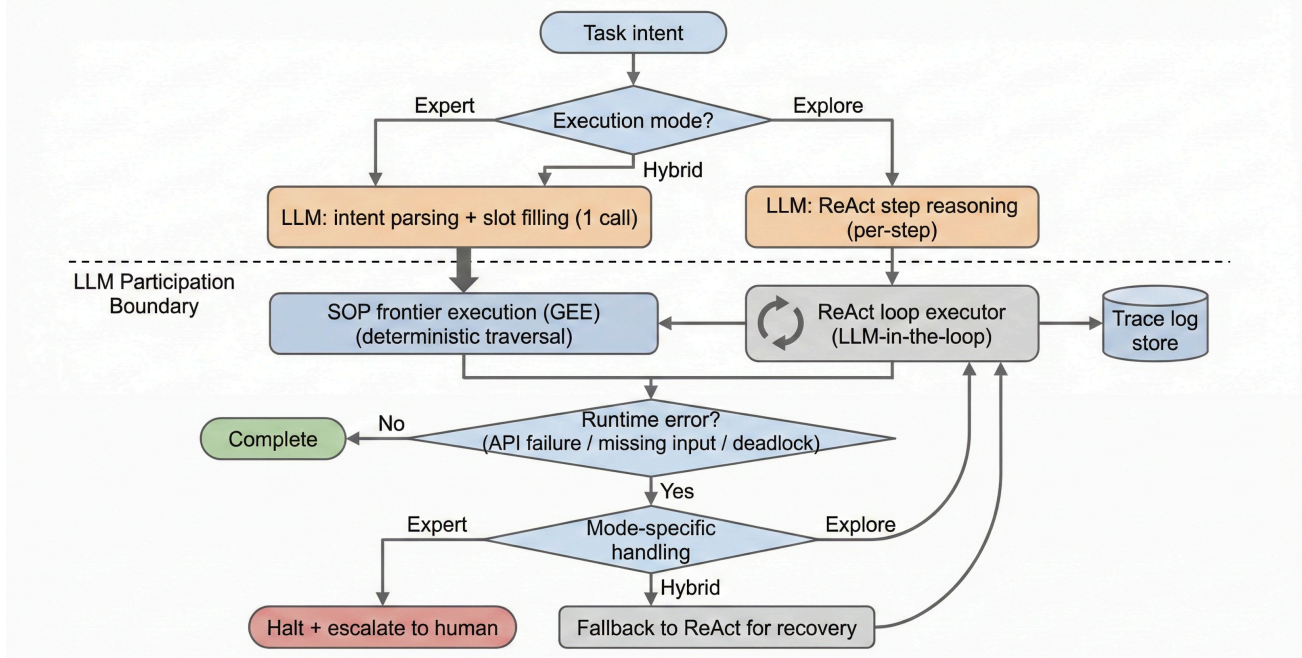 Task intent
Expert
Execution mode?
Explore
Hybrid
LLM: intent parsing + slot filling (1 call)
LLM: ReAct step reasoning
(per-step)
LLM Participation
Boundary
SOP frontier execution (GEE)
(deterministic traversal)
ReAct loop executor
(LLM-in-the-loop)
Trace log
store
Runtime error?
(API failure / missing input / deadlock)
No
Complete
Yes
Expert
Mode-specific
handling
Explore
Hybrid
Halt + escalate to human
Fallback to ReAct for recovery